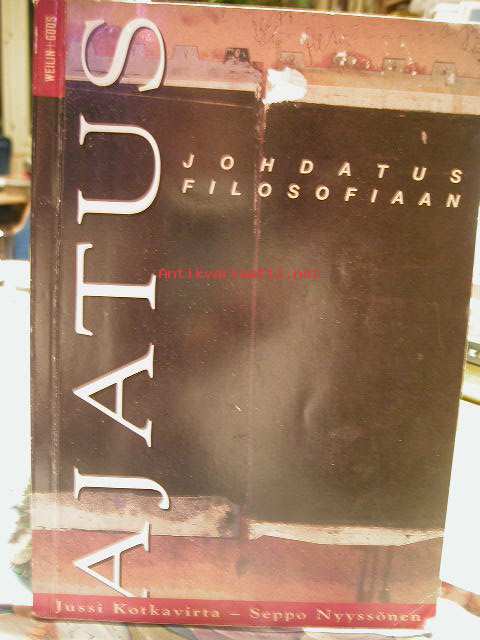 WEILIN+GÖÖS
AJATUS
JOHDATUS
FILOSOFIAAN
Antikvariaatti.net
Jussi Kotkavirta – Seppo Nyyssönen